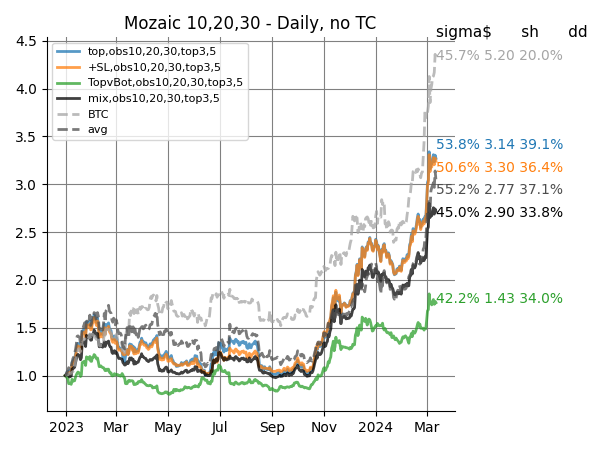 Mozaic 10,20,30 - Daily, no TC
sigma$ sh dd
top,obs10,20,30,top3,5
+SL,obs10,20,30,top3,5
TopvBot,obs10,20,30,top3,5
mix,obs10,20,30,top3,5
BTC
avg
45.7% 5.20 20.0%
53.8% 3.14 39.1%
50.6% 3.30 36.4%
55.2% 2.77 37.1%
45.0% 2.90 33.8%
42.2% 1.43 34.0%
4.5
4.0
3.5
3.0
2.5
2.0
1.5
1.0
2023 Mar May Jul Sep Nov 2024 Mar